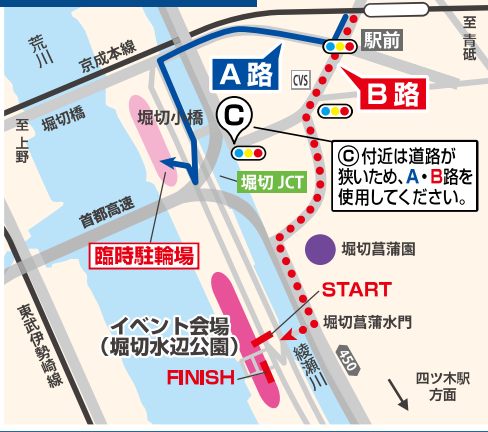 荒川
京成本線
至青砥
駅前
A路
CVS
B路
至上野
堀切橋
堀切小橋
C
堀切JCT
Ⓒ付近は道路が
狭いため、A・B路を
使用してください。
首都高速
臨時駐輪場
堀切菖蒲園
START
イベント会場
(堀切水辺公園)
堀切菖蒲水門
FINISH
綾瀬川
450
東武伊勢崎線
四ツ木駅
方面